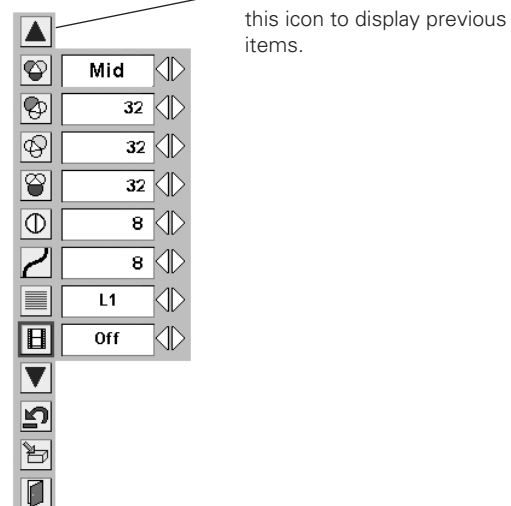 this icon to display previous
items.
Mid
32
32
32
8
8
L1
Off